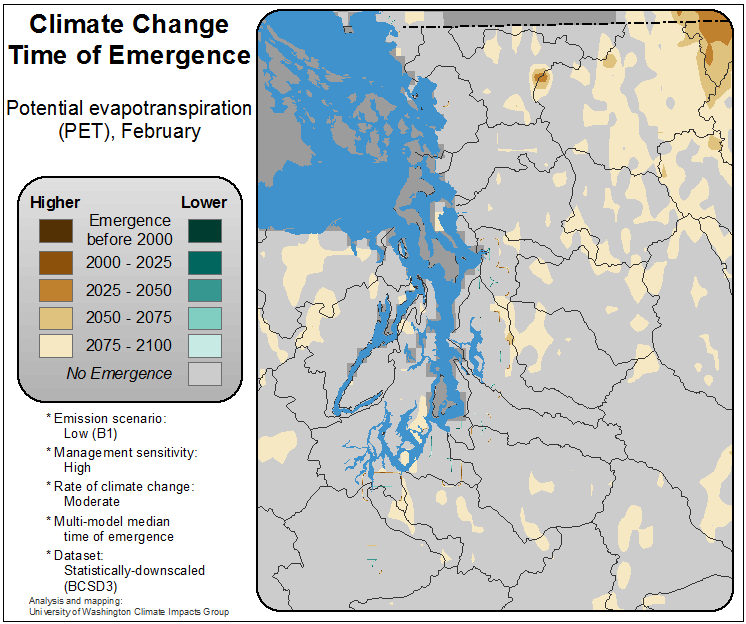 Climate Change
Time of Emergence
Potential evapotranspiration
(PET), February
Higher Lower
Emergence
before 2000
2000 - 2025
2025 - 2050
2050 - 2075
2075 - 2100
No Emergence
* Emission scenario:
Low (B1)
* Management sensitivity:
High
* Rate of climate change:
Moderate
* Multi-model median
time of emergence
* Dataset:
Statistically-downscaled
(BCSD3)
Analysis and mapping:
University of Washington Climate Impacts Group